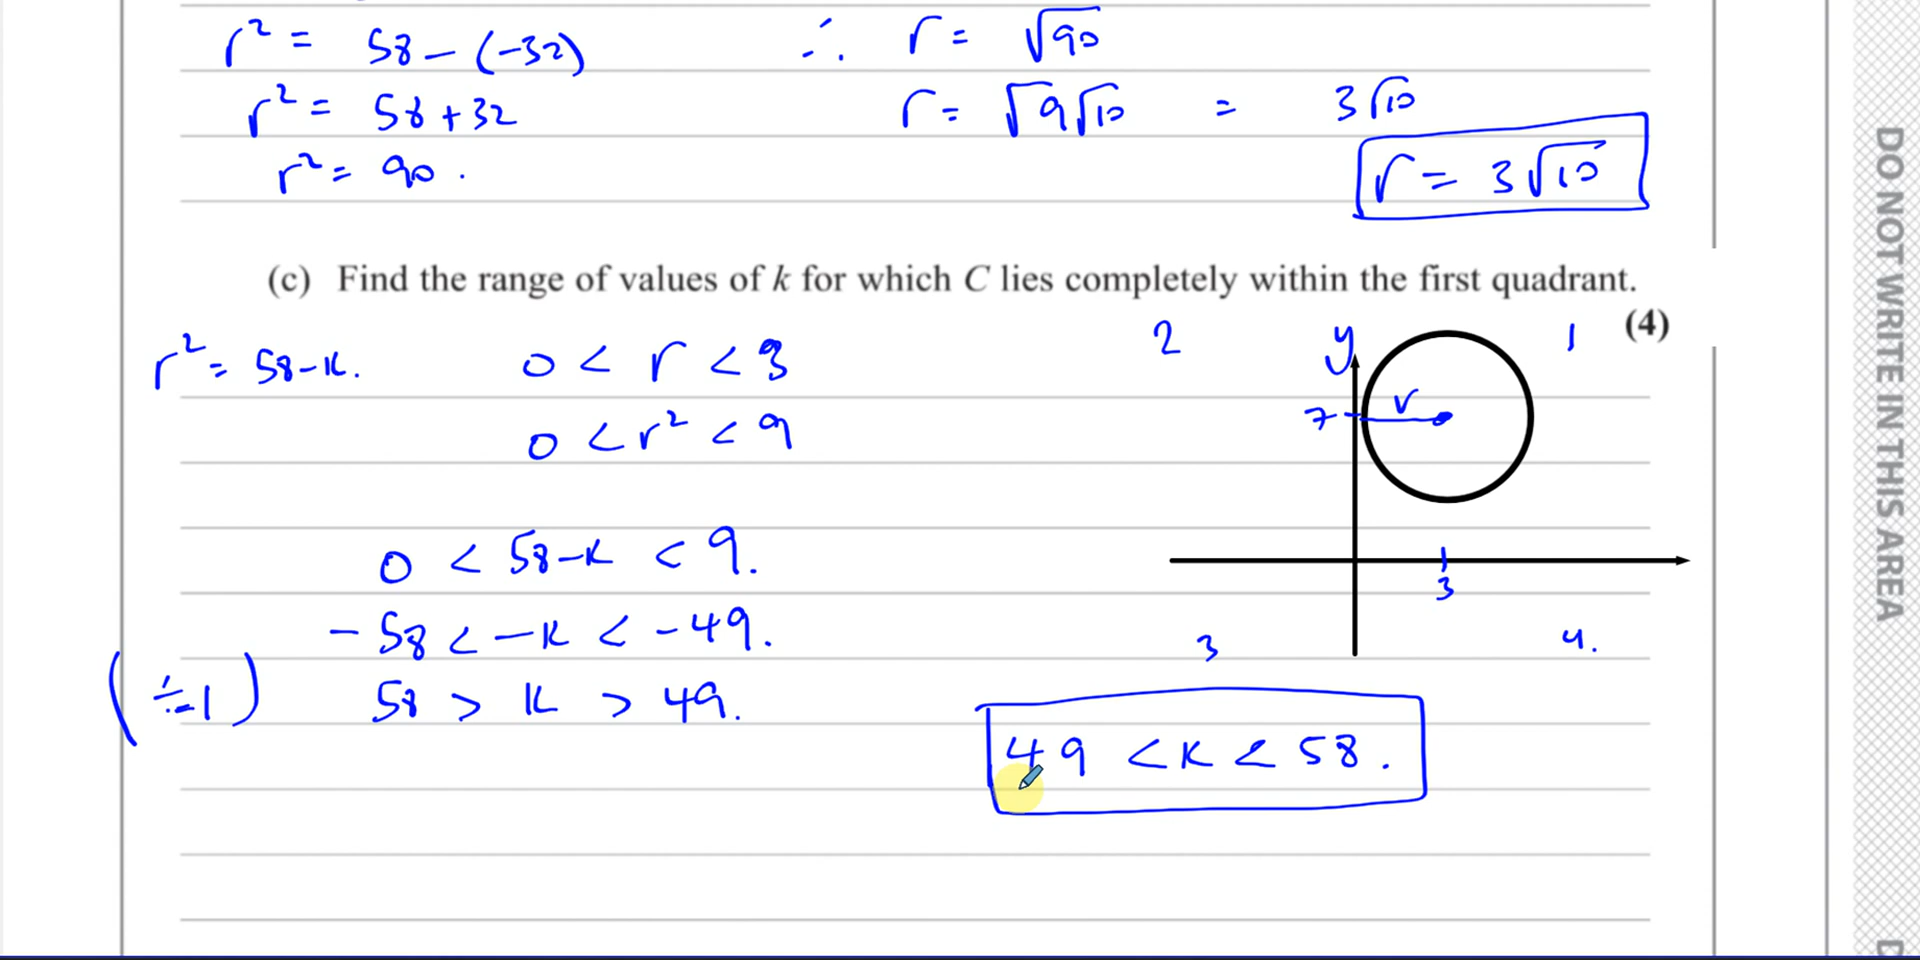 r² = 58 – (–32)
∴ r = √90
r² = 58 + 32
r = √9√10 = 3√10
r² = 90.
r = 3√10
(c) Find the range of values of k for which C lies completely within the first quadrant.
(4)
r² = 58-k.
0 < r < 3
0 < r² < 9
0 < 58-k < 9.
- 58 < -k < -49.
(÷-1) 58 > k > 49.
49 < k < 58.
2
y
1
7
r
3
3
4.
DO NOT WRITE IN THIS AREA
D